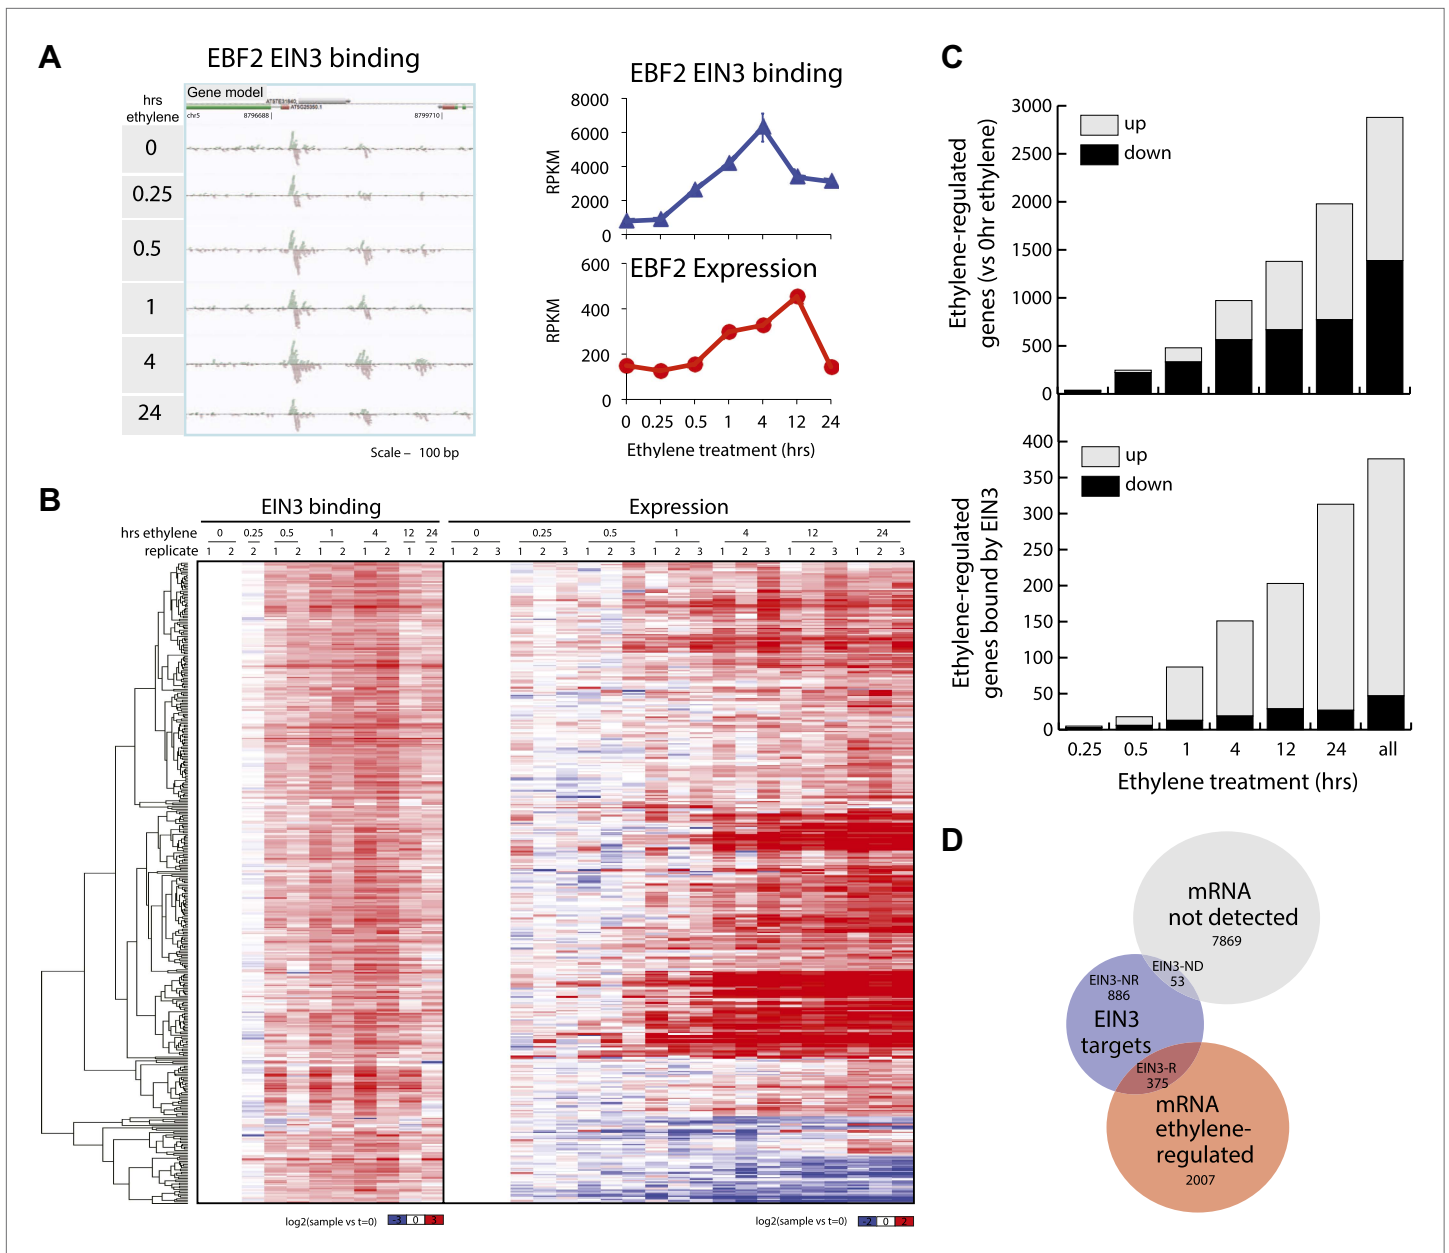 A
EBF2 EIN3 binding
hrs
ethylene
Gene model
AT5G25350.1
chr5
8796688
8799710
0
0.25
0.5
1
4
24
Scale – 100 bp
EBF2 EIN3 binding
RPKM
8000
6000
4000
2000
0
EBF2 Expression
RPKM
600
400
200
0
0 0.25 0.5 1 4 12 24
Ethylene treatment (hrs)
B
EIN3 binding
Expression
hrs ethylene 0 0.25 0.5 1 4 12 24 0 0.25 0.5 1 4 12 24
replicate 1 2 2 1 2 1 2 1 2 1 2 1 2 3 1 2 3 1 2 3 1 2 3 1 2 3 1 2 3 1 2 3
log2(sample vs t=0) -3 0 3
log2(sample vs t=0) -2 0 2
C
Ethylene-regulated
genes (vs 0hr ethylene)
3000
2500
2000
1500
1000
500
0
up
down
Ethylene-regulated
genes bound by EIN3
400
350
300
250
200
150
100
50
0
up
down
0.25 0.5 1 4 12 24 all
Ethylene treatment (hrs)
D
mRNA
not detected
7869
EIN3-ND
53
EIN3-NR
886
EIN3
targets
EIN3-R
375
mRNA
ethylene-
regulated
2007